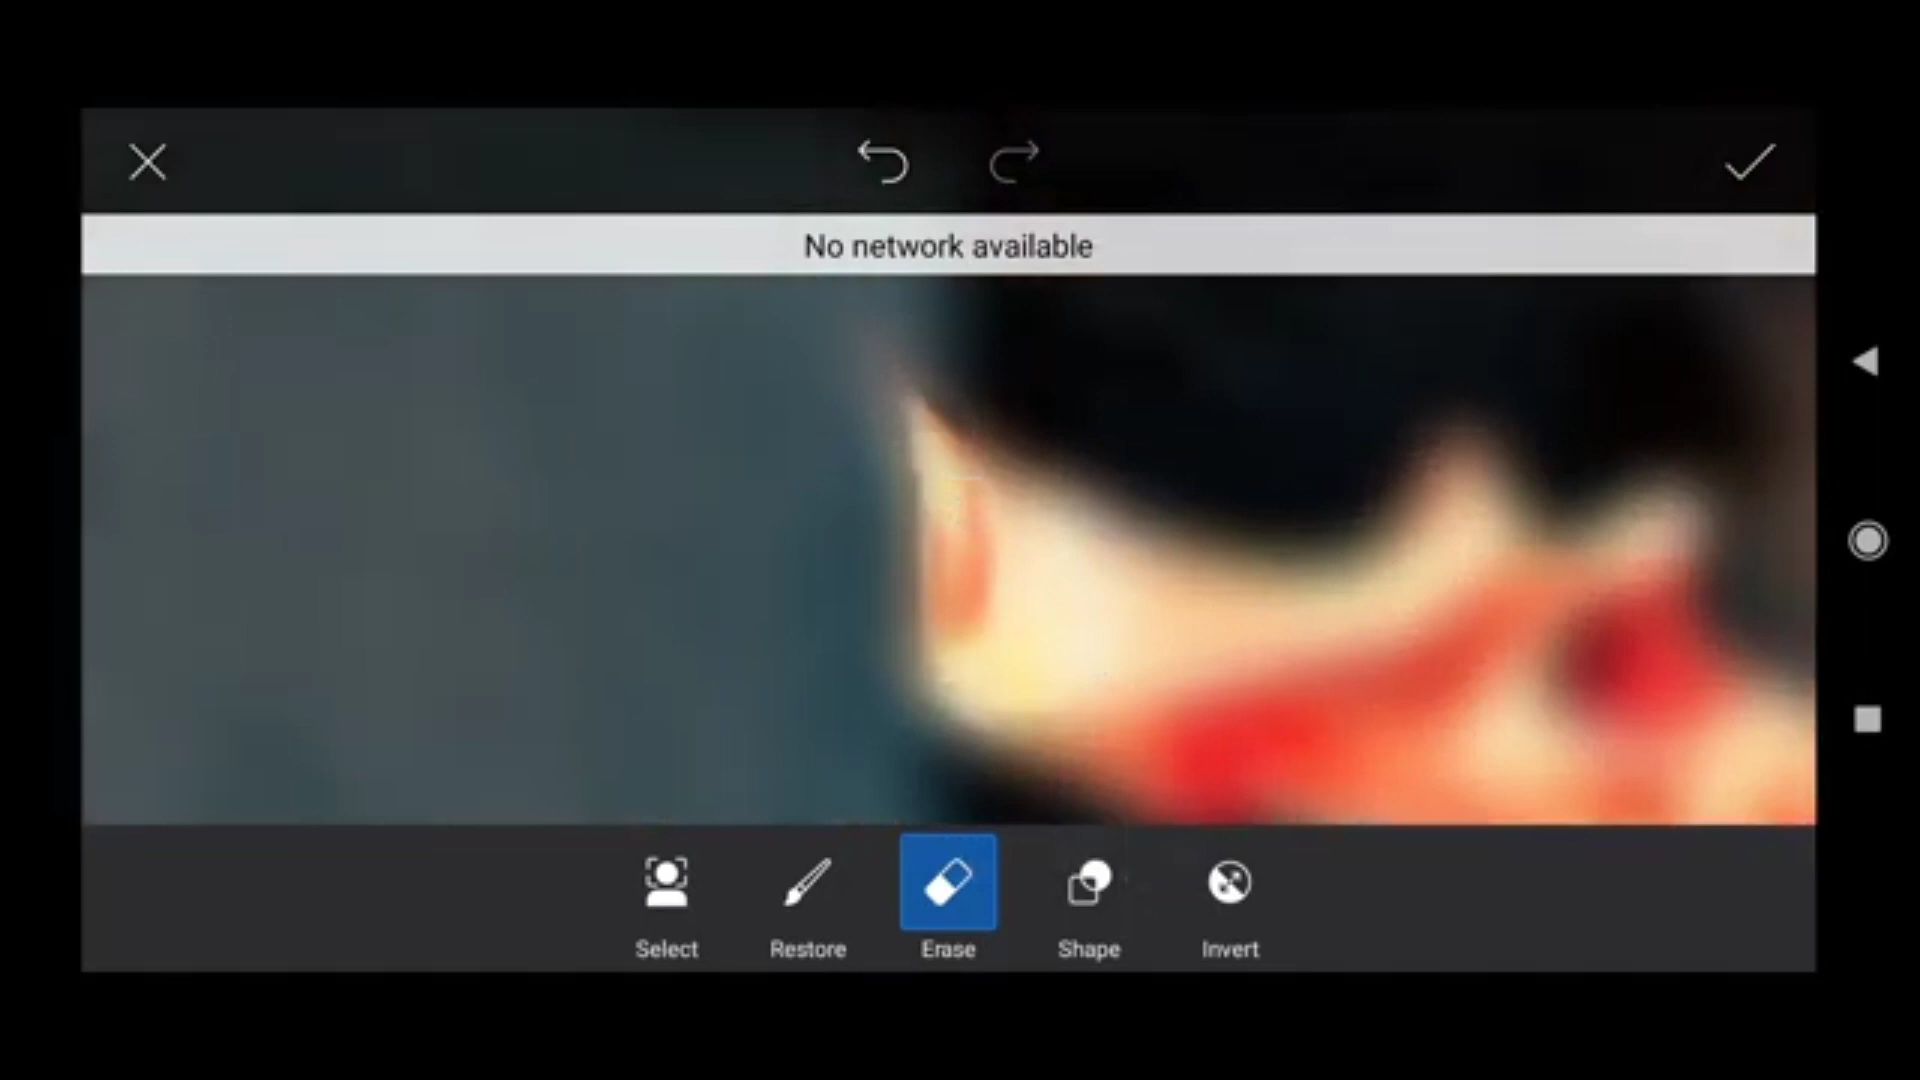 No network available
Select
Restore
Erase
Shape
Invert